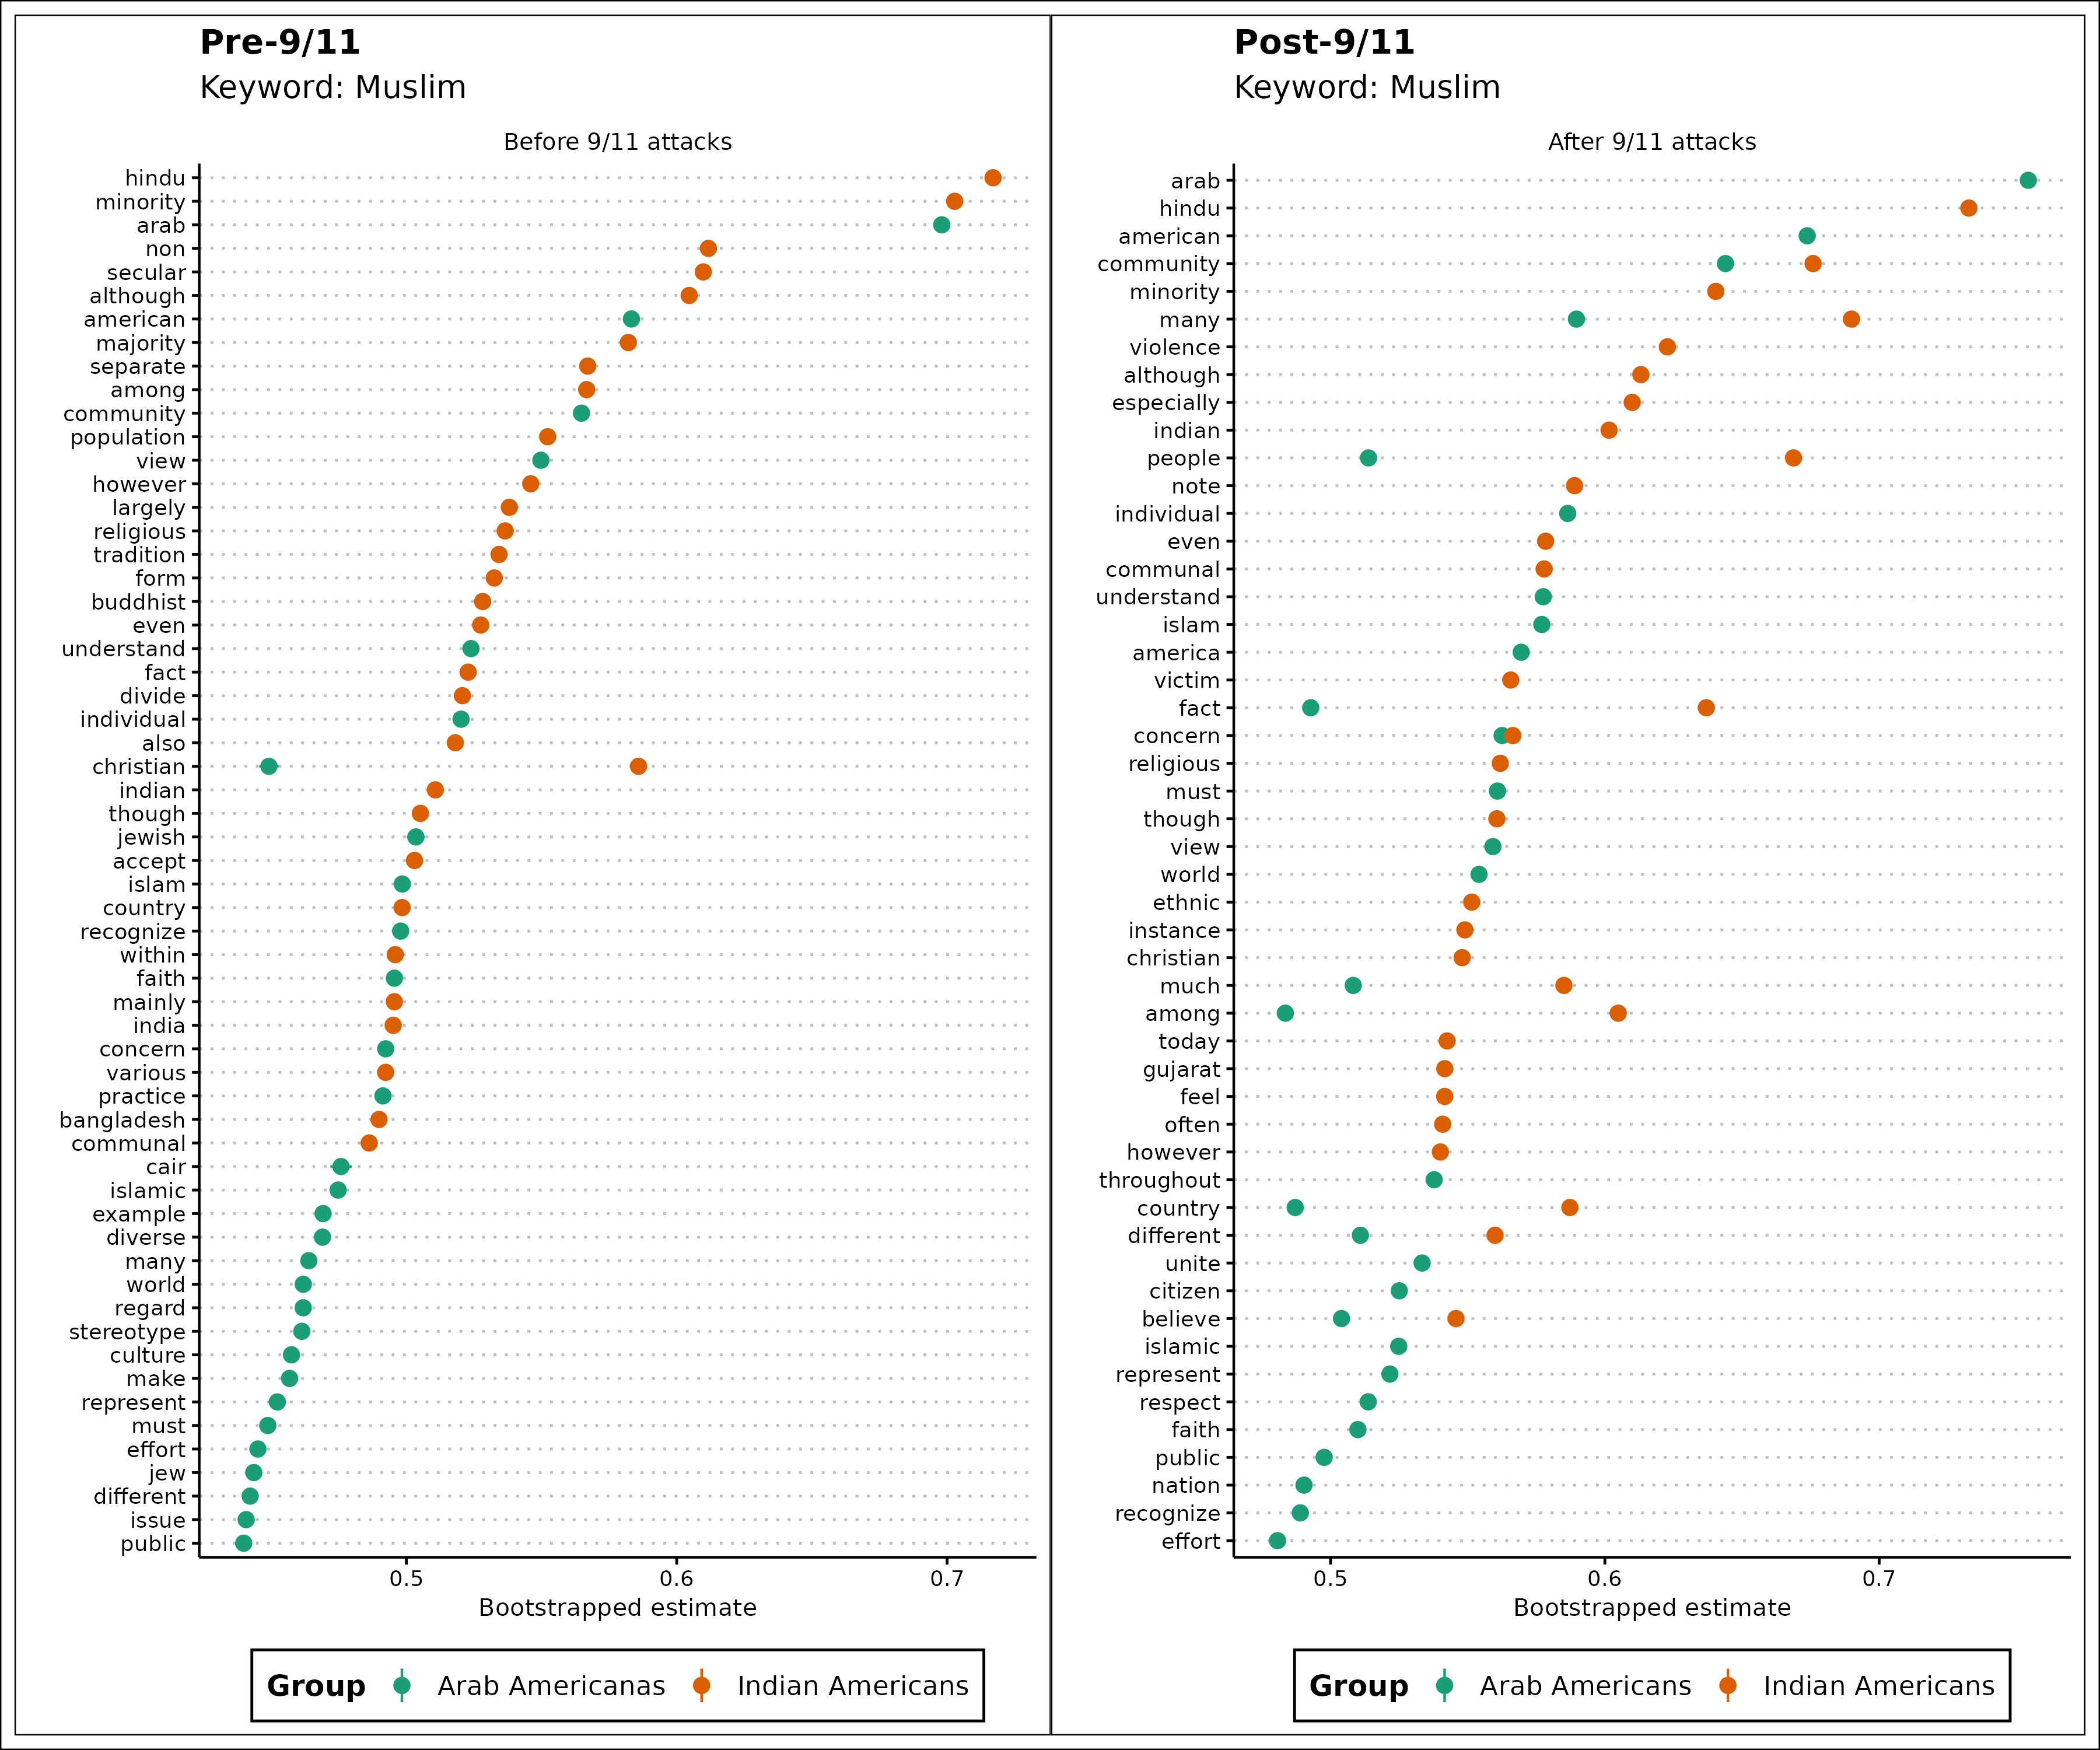 Pre-9/11
Keyword: Muslim
Before 9/11 attacks
hindu
minority
arab
non
secular
although
american
majority
separate
among
community
population
view
however
largely
religious
tradition
form
buddhist
even
understand
fact
divide
individual
also
christian
indian
though
jewish
accept
islam
country
recognize
within
faith
mainly
india
concern
various
practice
bangladesh
communal
cair
islamic
example
diverse
many
world
regard
stereotype
culture
make
represent
must
effort
jew
different
issue
public
0.5 0.6 0.7
Bootstrapped estimate
Group Arab Americanas Indian Americans
Post-9/11
Keyword: Muslim
After 9/11 attacks
arab
hindu
american
community
minority
many
violence
although
especially
indian
people
note
individual
even
communal
understand
islam
america
victim
fact
concern
religious
must
though
view
world
ethnic
instance
christian
much
among
today
gujarat
feel
often
however
throughout
country
different
unite
citizen
believe
islamic
represent
respect
faith
public
nation
recognize
effort
0.5 0.6 0.7
Bootstrapped estimate
Group Arab Americans Indian Americans